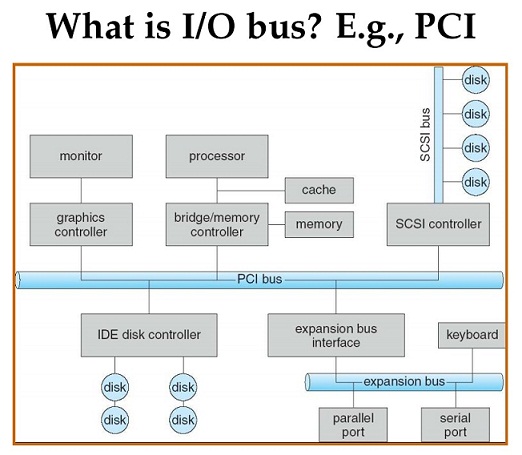 What is I/O bus? E.g., PCI
disk
disk
disk
disk
SCSI bus
monitor
processor
cache
graphics
controller
bridge/memory
controller
memory
SCSI controller
PCI bus
IDE disk controller
expansion bus
interface
keyboard
disk
disk
disk
disk
expansion bus
parallel
port
serial
port